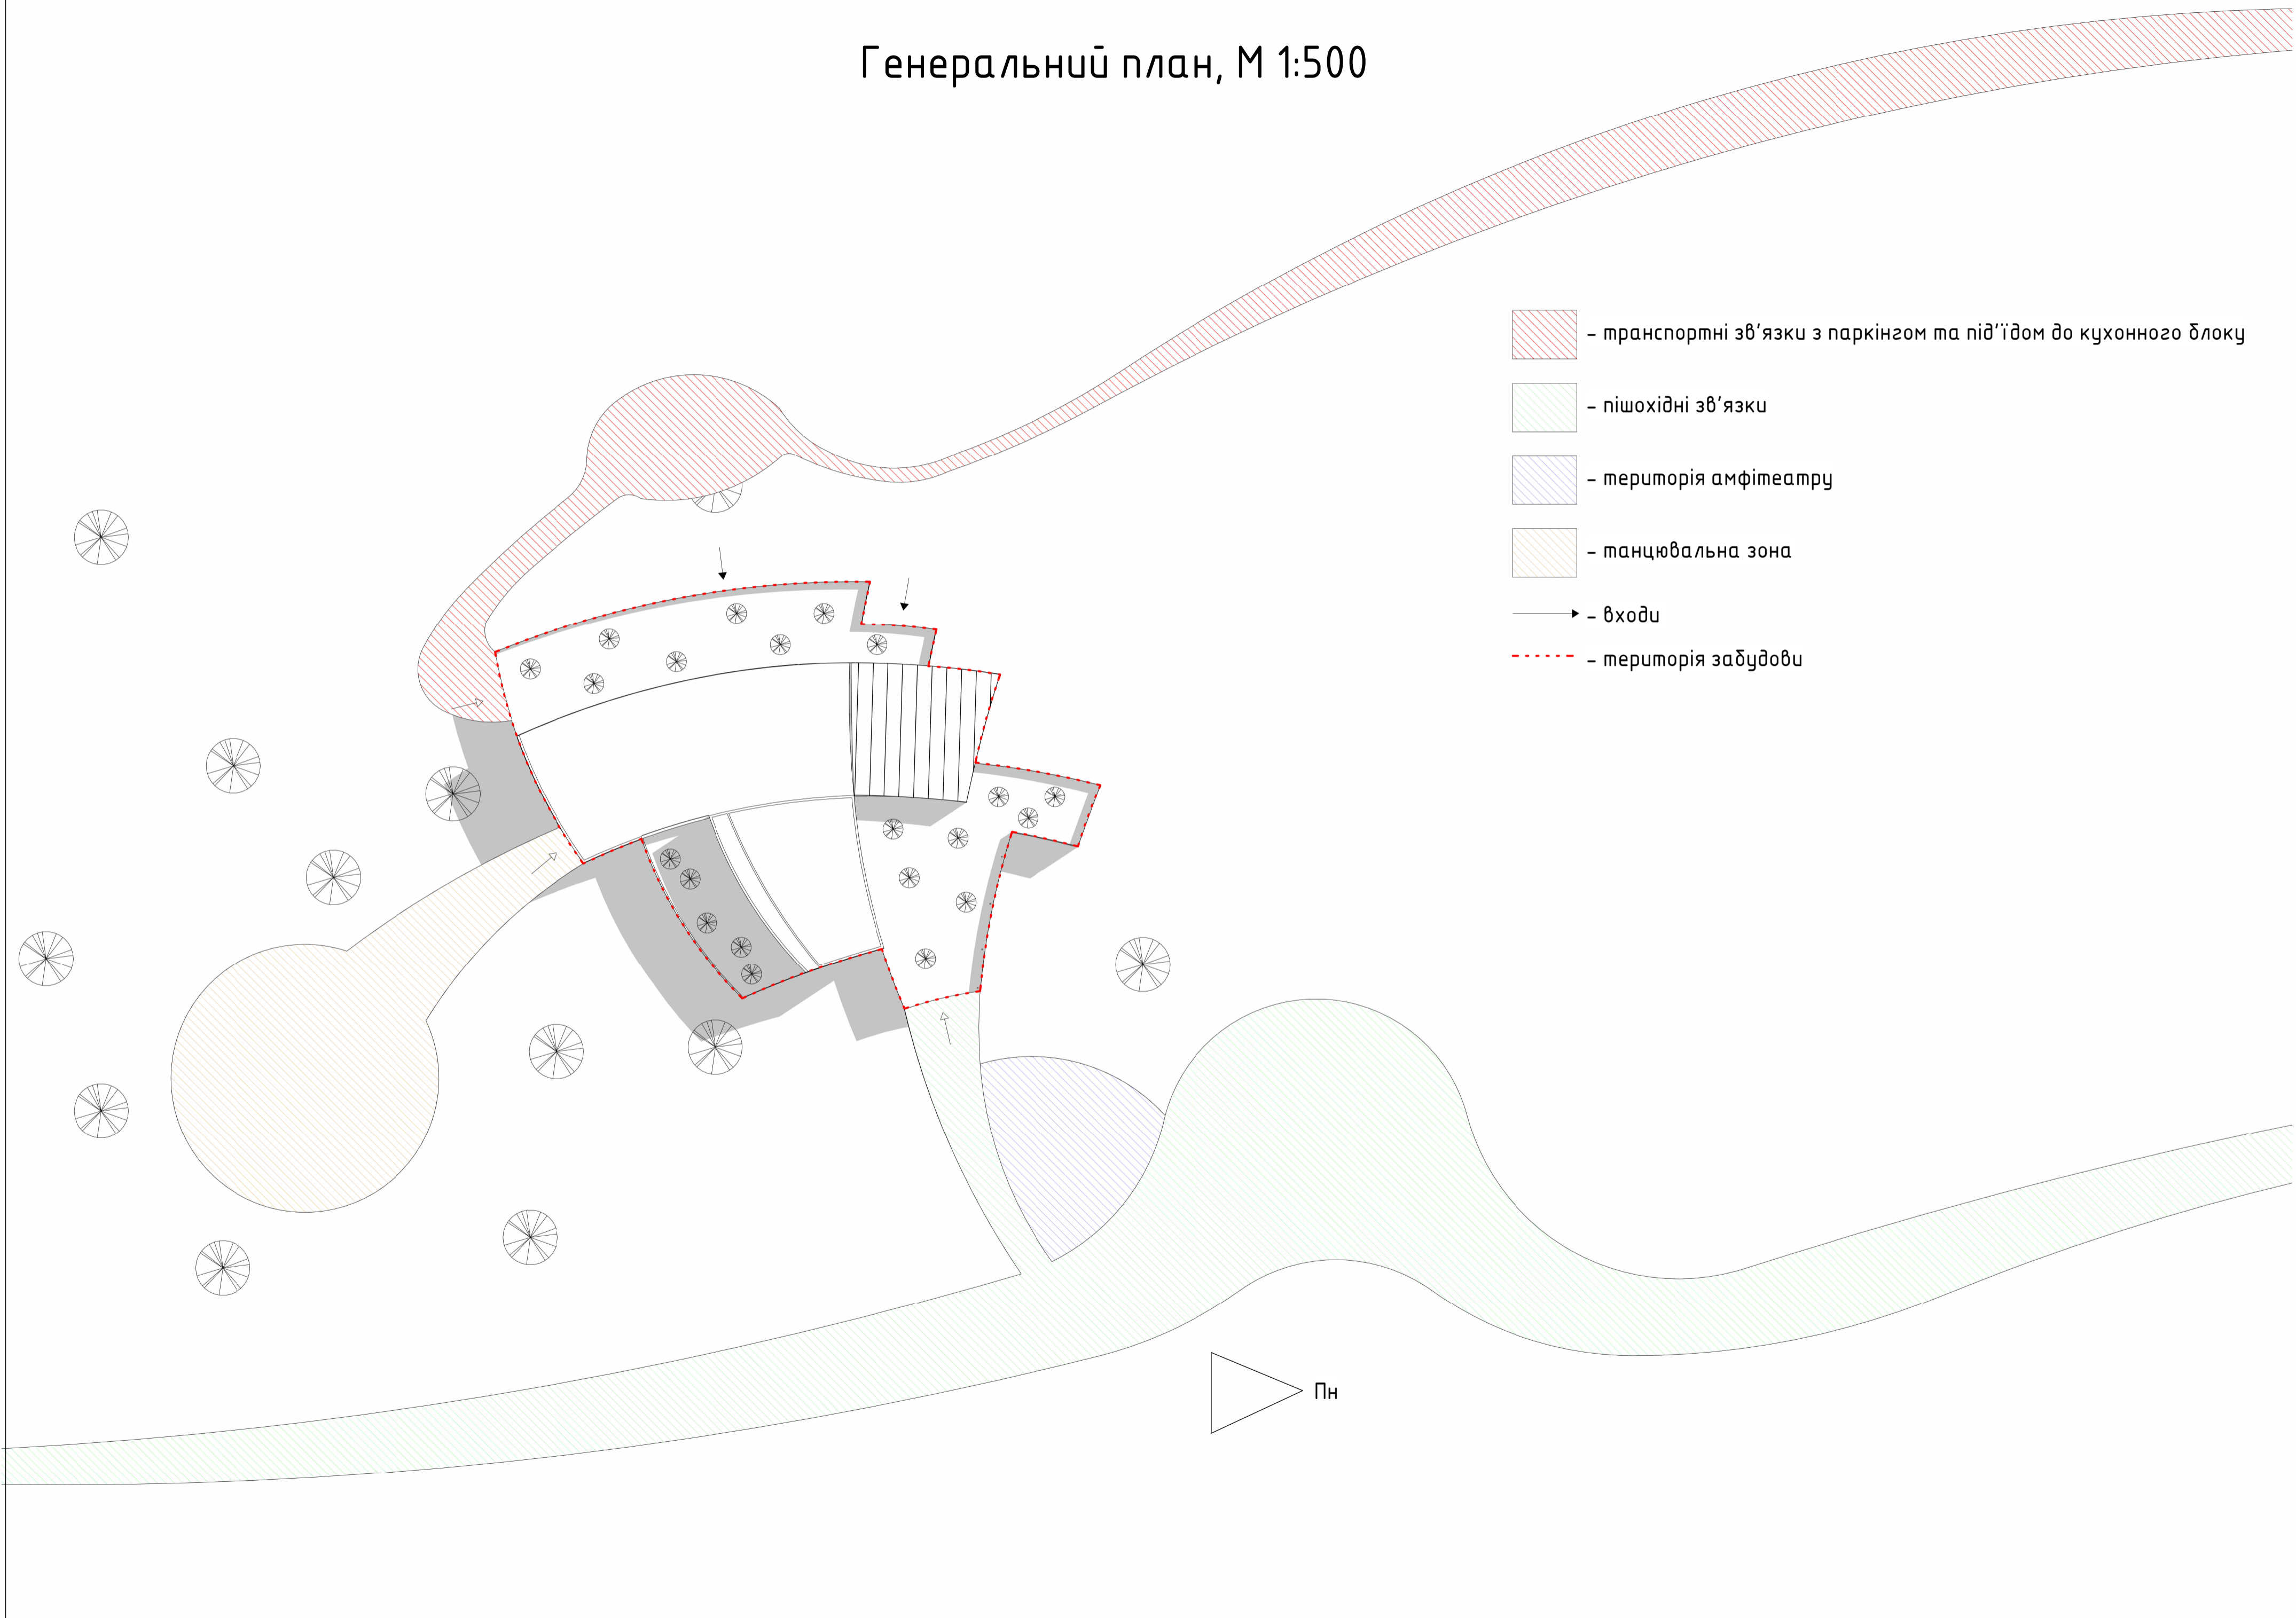 Генеральний план, М 1:500
- транспортні зв'язки з паркінгом та під'їдом до кухонного блоку
- пішохідні зв'язки
- територія амфітеатру
- танцювальна зона
- входи
- територія забудови
Пн